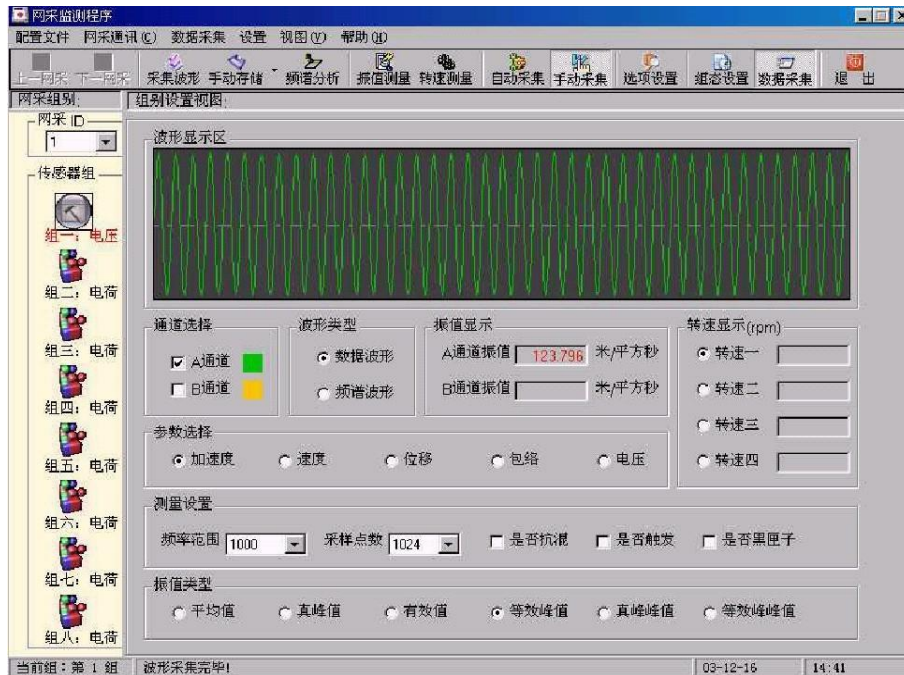 网采监测程序
配置文件 网采通讯(C) 数据采集 设置 视图(V) 帮助(H)
上一网采 下一网采 采集波形 手动存储 频谱分析 振值测量 转速测量 自动采集 手动采集 选项设置 组态设置 数据采集 退 出
网采组别: 组别设置视图:
网采 ID
1
传感器组
组一: 电压
组二: 电荷
组三: 电荷
组四: 电荷
组五: 电荷
组六: 电荷
组七: 电荷
组八: 电荷
波形显示区
通道选择
A通道
B通道
波形类型
数据波形
频谱波形
振值显示
A通道振值 123.796 米/平方秒
B通道振值 米/平方秒
转速显示(rpm)
转速一
转速二
转速三
转速四
参数选择
加速度 速度 位移 包络 电压
测量设置
频率范围 1000 采样点数 1024 是否抗混 是否触发 是否黑匣子
振值类型
平均值 真峰值 有效值 等效峰值 真峰峰值 等效峰峰值
当前组:第 1 组 波形采集完毕! 03-12-16 14:41